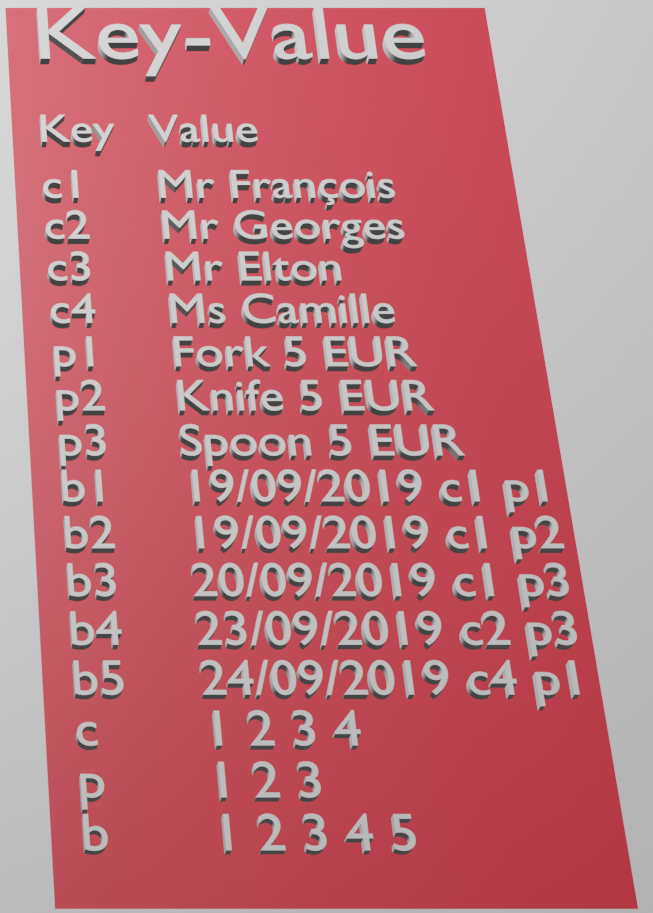 Key-Value
Key Value
c1 Mr François
c2 Mr Georges
c3 Mr Elton
c4 Ms Camille
p1 Fork 5 EUR
p2 Knife 5 EUR
p3 Spoon 5 EUR
b1 19/09/2019 c1 p1
b2 19/09/2019 c1 p2
b3 20/09/2019 c1 p3
b4 23/09/2019 c2 p3
b5 24/09/2019 c4 p1
c 1 2 3 4
p 1 2 3
b 1 2 3 4 5